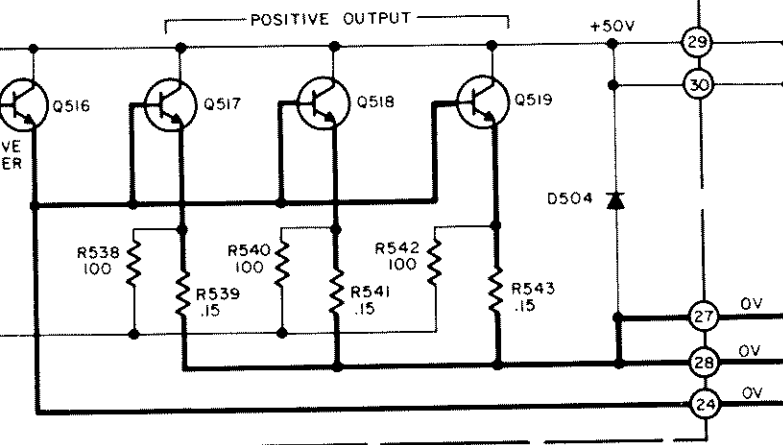 POSITIVE OUTPUT
+50V
29
30
Q516
Q517
Q518
Q519
VE
ER
D504
R538
100
R540
100
R542
100
R539
.15
R541
.15
R543
.15
27
0V
28
0V
24
0V